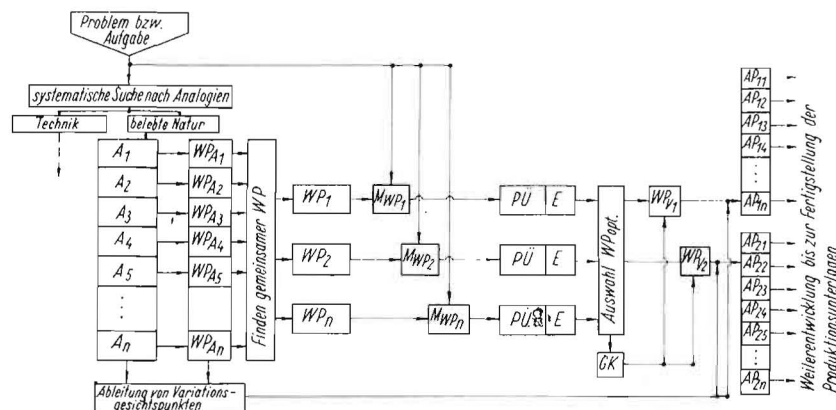 Problem bzw.
Aufgabe
systematische Suche nach Analogien
Technik
belebte Natur
A1
A2
A3
A4
A5
An
WPA1
WPA2
WPA3
WPA4
WPA5
WPAn
Finden gemeinsamer WP
WP1
WP2
WPn
MWP1
MWP2
MWPn
PÜ E
PÜ E
PÜ E
Auswahl WPopt.
GK
WPV1
WPV2
AP11
AP12
AP13
AP14
AP1n
AP21
AP22
AP23
AP24
AP25
AP2n
Weiterentwicklung bis zur Fertigstellung der
Produktionsunterlagen
Ableitung von Variations-
gesichtspunkten